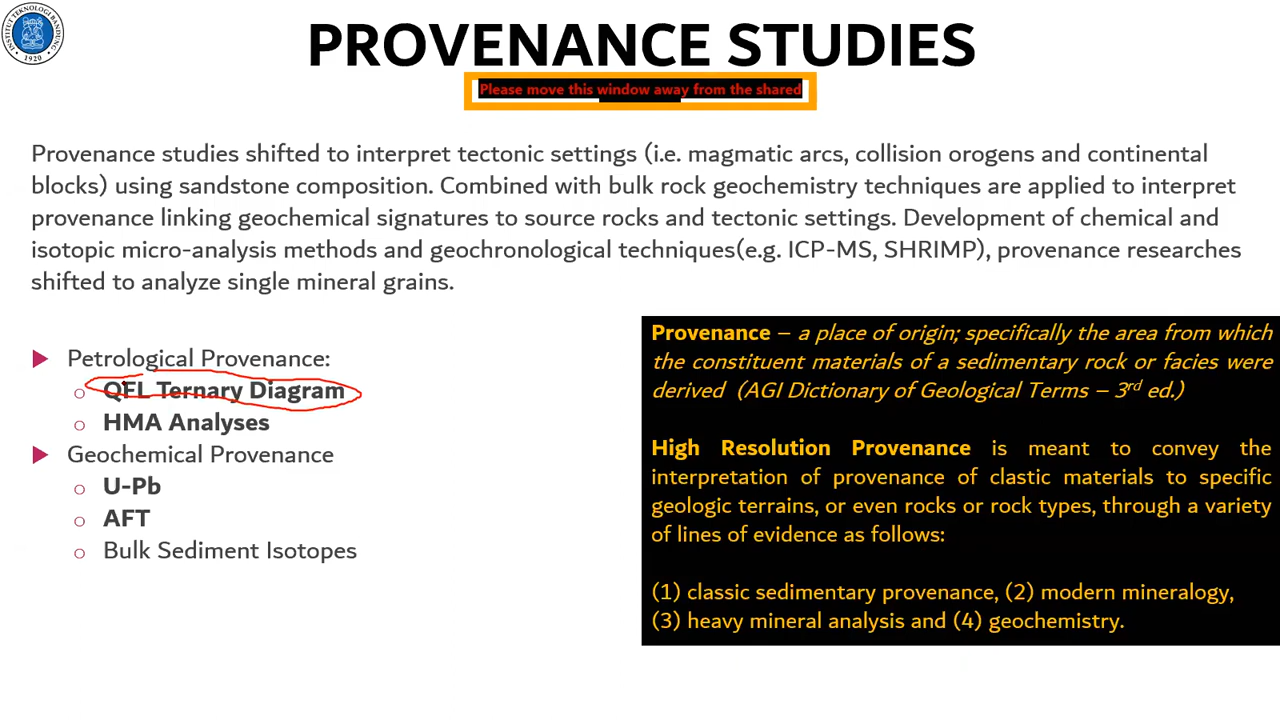 INSTITUT TEKNOLOGI BANDUNG
1920
PROVENANCE STUDIES
Please move this window away from the shared
Provenance studies shifted to interpret tectonic settings (i.e. magmatic arcs, collision orogens and continental
blocks) using sandstone composition. Combined with bulk rock geochemistry techniques are applied to interpret
provenance linking geochemical signatures to source rocks and tectonic settings. Development of chemical and
isotopic micro-analysis methods and geochronological techniques(e.g. ICP-MS, SHRIMP), provenance researches
shifted to analyze single mineral grains.
Petrological Provenance:
QFL Ternary Diagram
HMA Analyses
Geochemical Provenance
U-Pb
AFT
Bulk Sediment Isotopes
Provenance – a place of origin; specifically the area from which
the constituent materials of a sedimentary rock or facies were
derived (AGI Dictionary of Geological Terms – 3rd ed.)
High Resolution Provenance is meant to convey the
interpretation of provenance of clastic materials to specific
geologic terrains, or even rocks or rock types, through a variety
of lines of evidence as follows:
(1) classic sedimentary provenance, (2) modern mineralogy,
(3) heavy mineral analysis and (4) geochemistry.